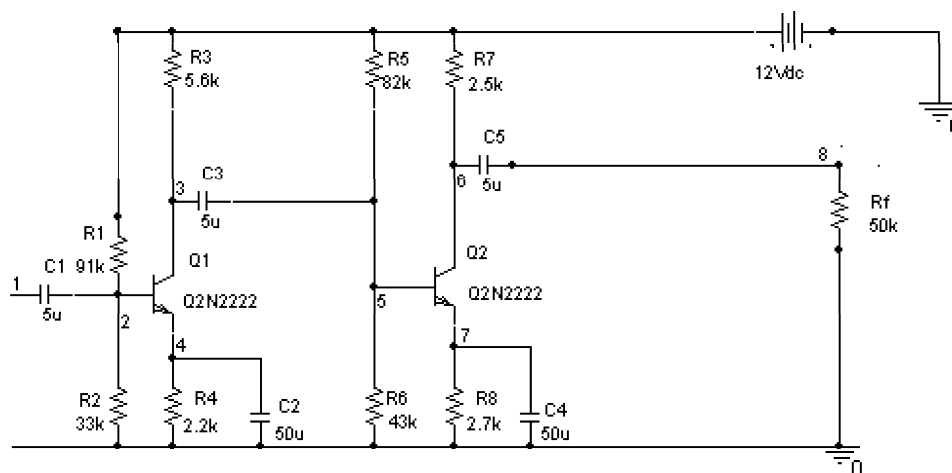 R3
5.6k
R5
82k
R7
2.5k
12Vdc
C5
5u
6
8
Rf
50k
C3
5u
3
R1
91k
C1
5u
1
2
Q1
Q2N2222
Q2
Q2N2222
5
4
7
R2
33k
R4
2.2k
C2
50u
R6
43k
R8
2.7k
C4
50u
0